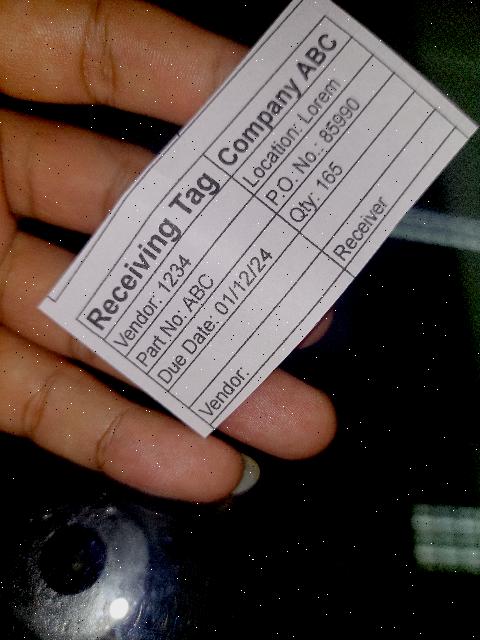 Receiving Tag Company ABC
Vendor: 1234 Location: Lorem
Part No: ABC P.O. No.: 85990
Due Date: 01/12/24 Qty: 165
Vendor: Receiver